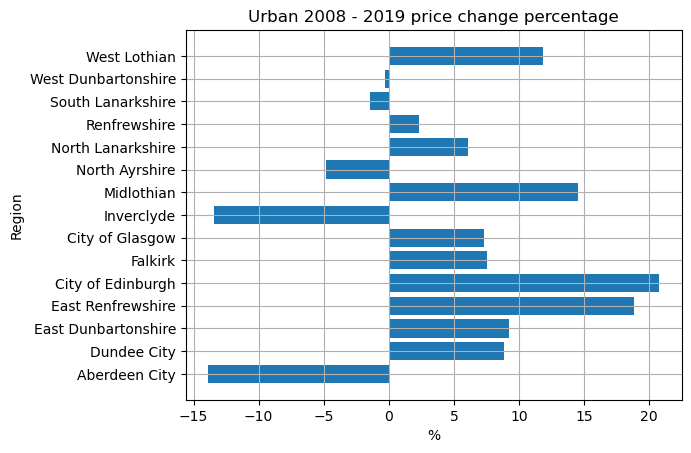 Urban 2008 - 2019 price change percentage
West Lothian
West Dunbartonshire
South Lanarkshire
Renfrewshire
North Lanarkshire
North Ayrshire
Midlothian
Inverclyde
City of Glasgow
Falkirk
City of Edinburgh
East Renfrewshire
East Dunbartonshire
Dundee City
Aberdeen City
Region
−15 −10 −5 0 5 10 15 20
%